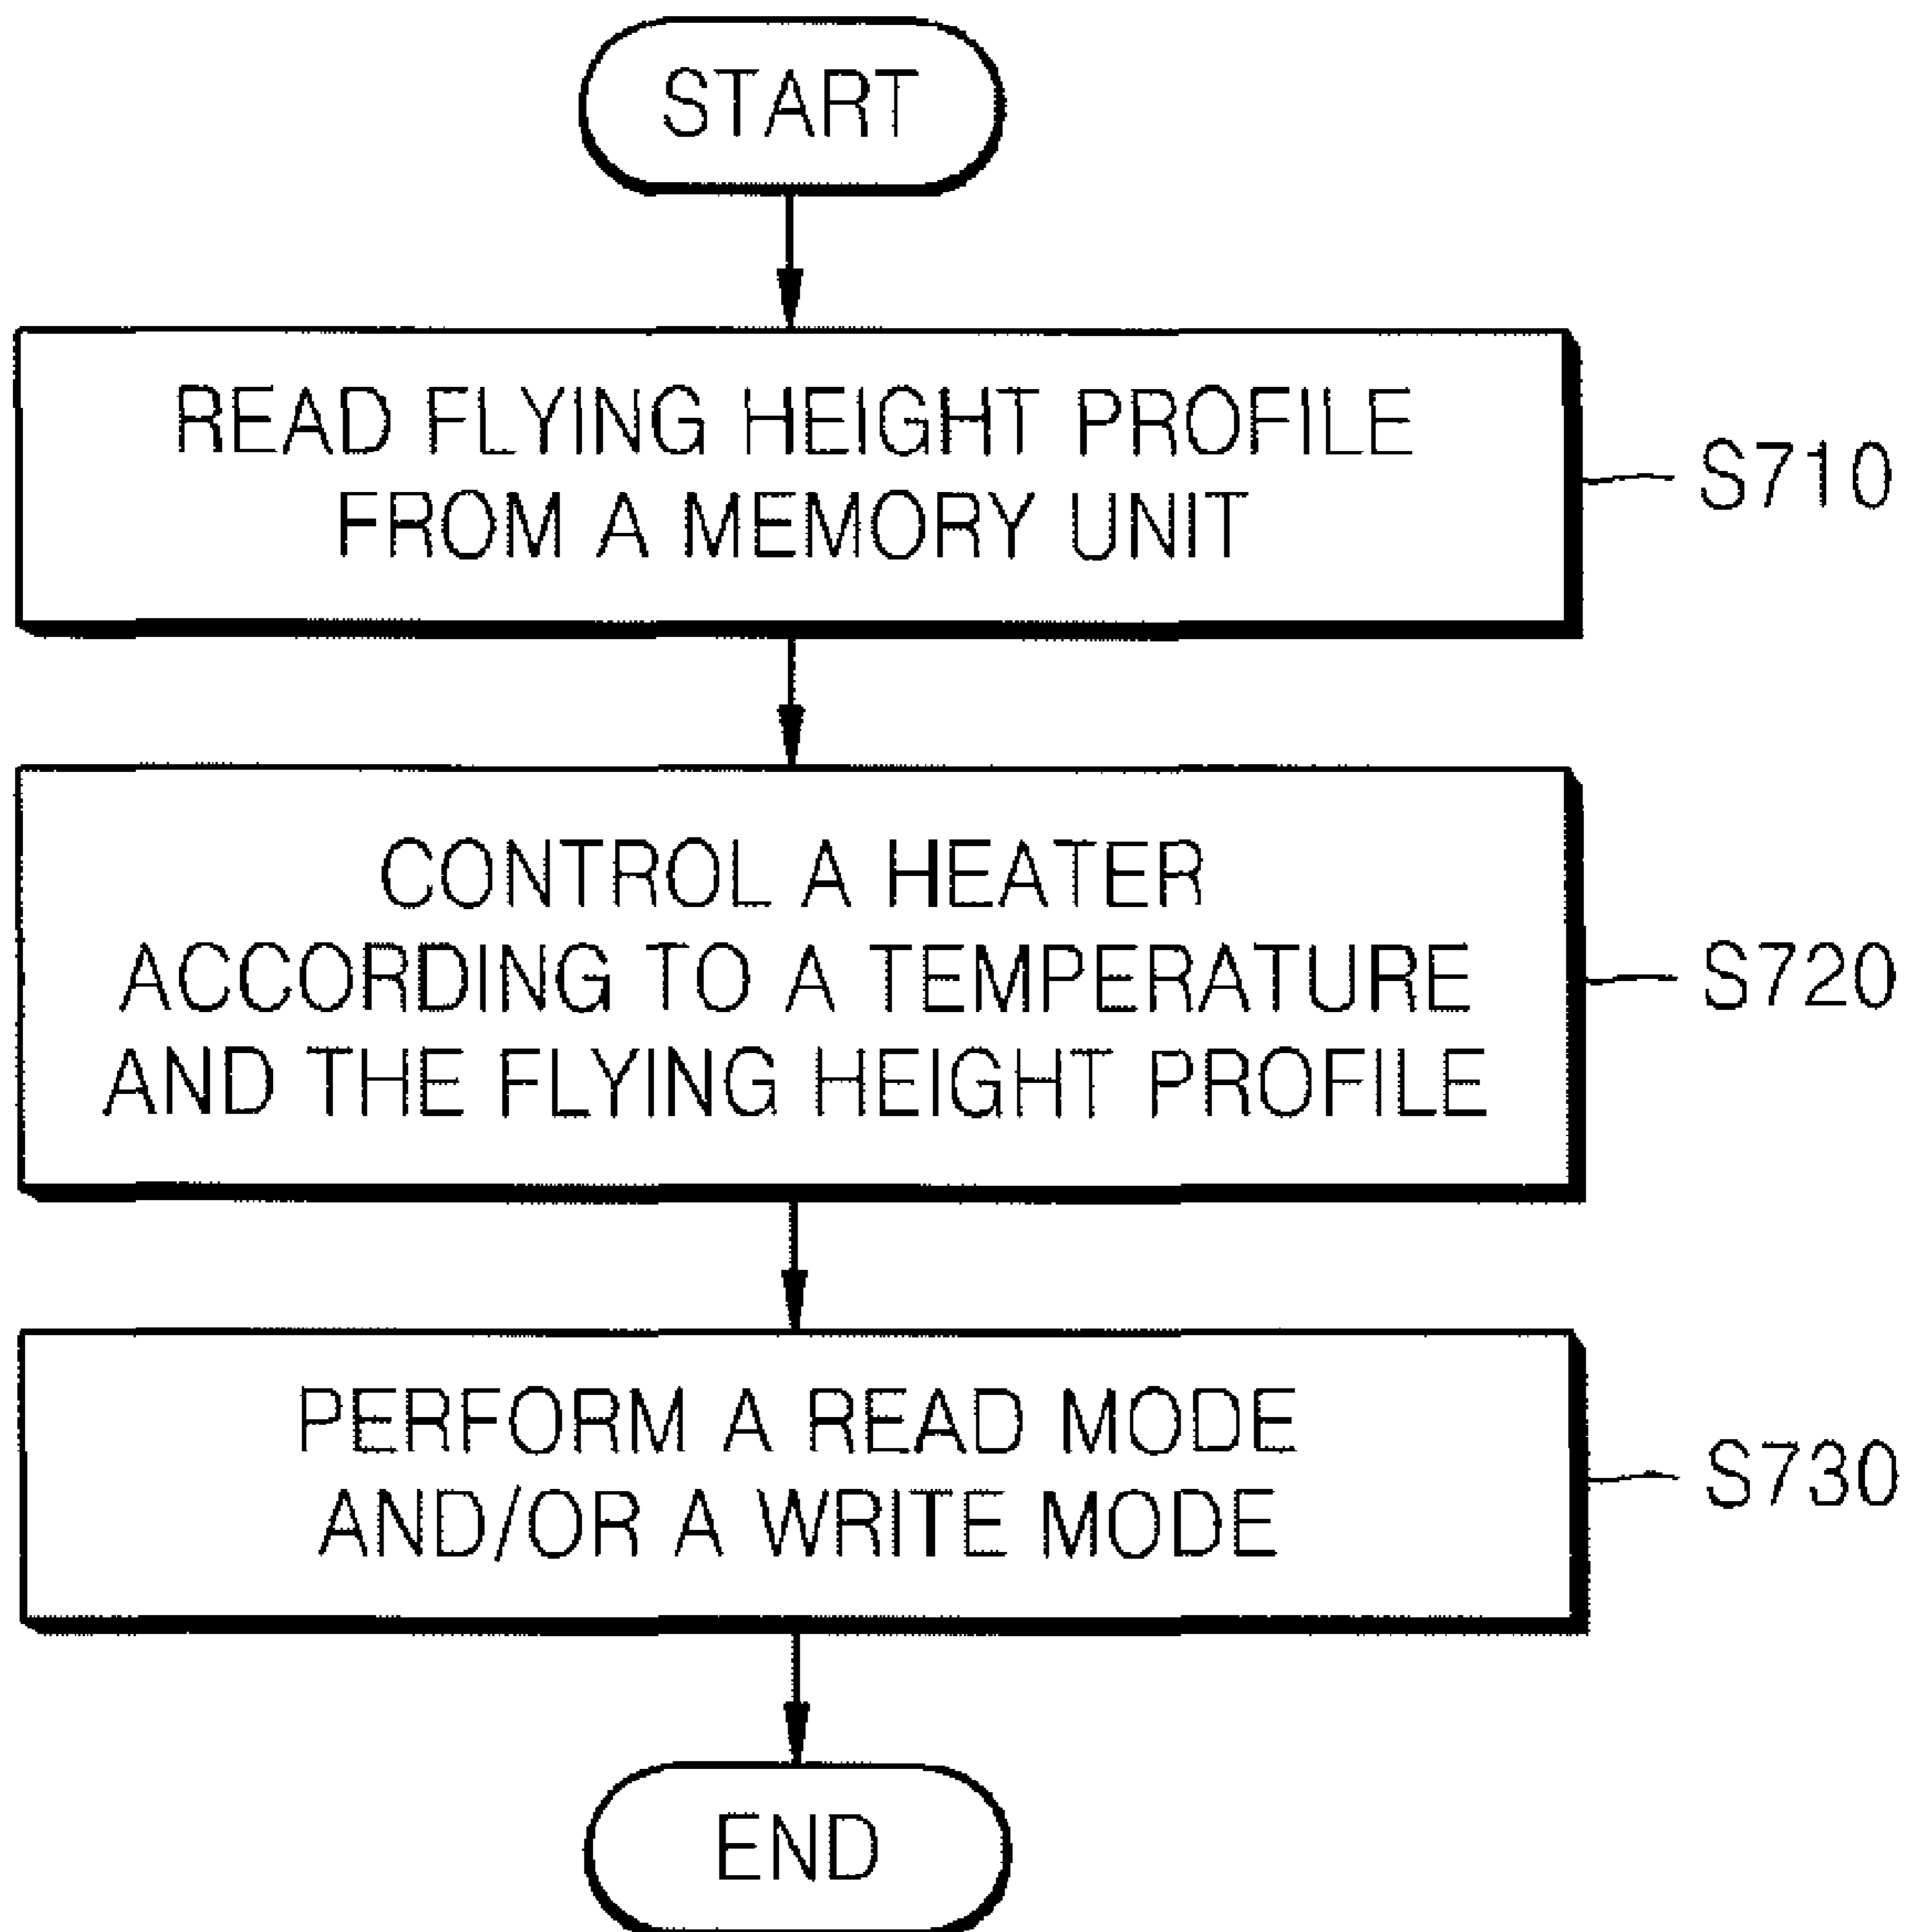 START
READ FLYING HEIGHT PROFILE
FROM A MEMORY UNIT
S710
CONTROL A HEATER
ACCORDING TO A TEMPERATURE
AND THE FLYING HEIGHT PROFILE
S720
PERFORM A READ MODE
AND/OR A WRITE MODE
S730
END